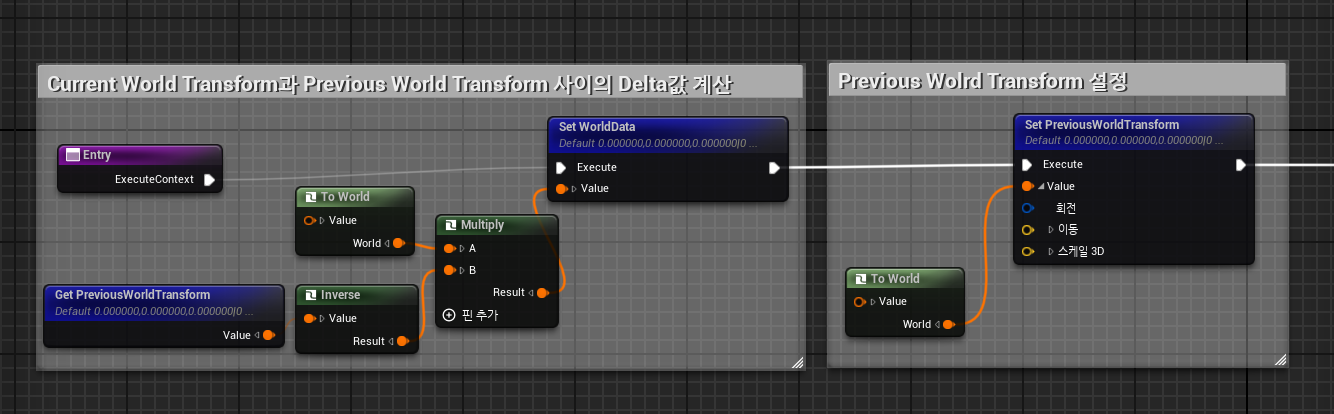 Current World Transform과 Previous World Transform 사이의 Delta값 계산
Entry
ExecuteContext
To World
Value
World
Get PreviousWorldTransform
Default 0.000000,0.000000,0.000000|0 ...
Value
Inverse
Value
Result
Multiply
A
B
Result
핀 추가
Set WorldData
Default 0.000000,0.000000,0.000000|0 ...
Execute
Value
Previous Wolrd Transform 설정
To World
Value
World
Set PreviousWorldTransform
Default 0.000000,0.000000,0.000000|0 ...
Execute
Value
회전
이동
스케일 3D